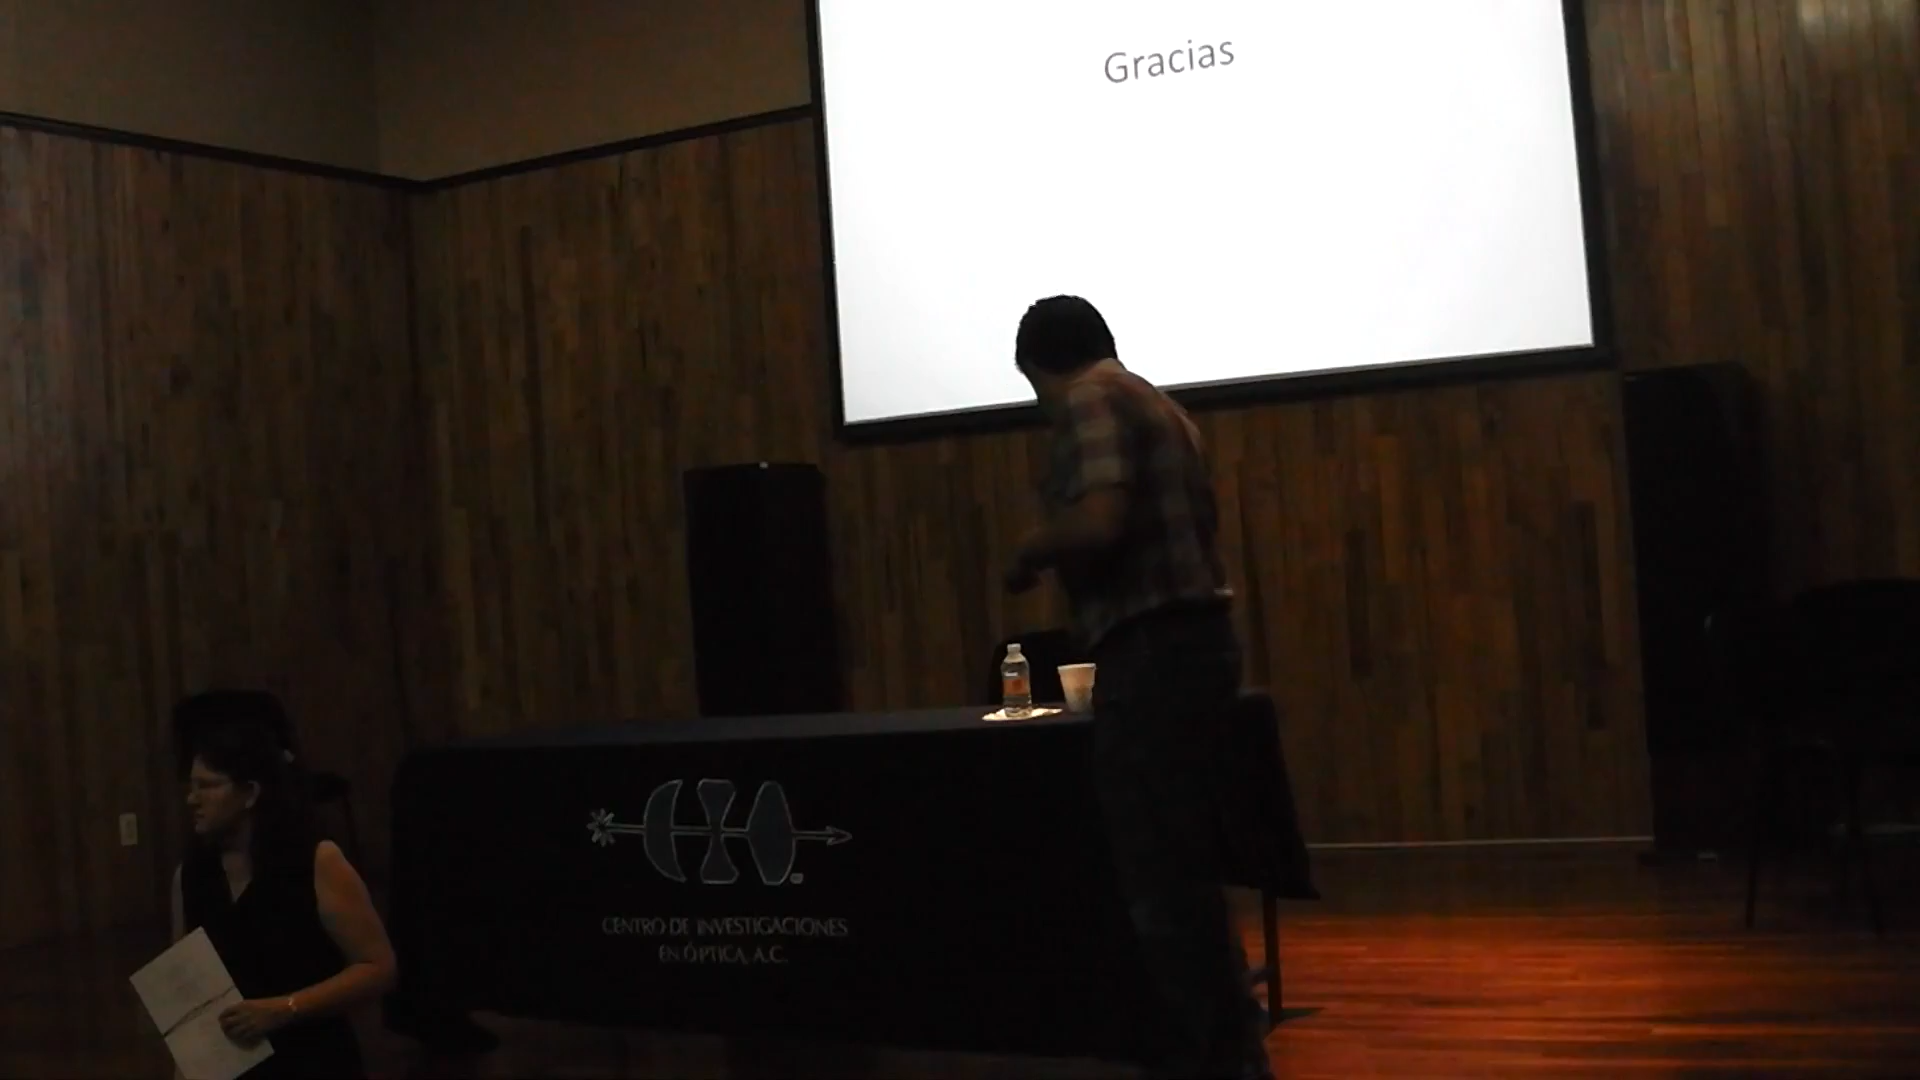 Gracias
CENTRO DE INVESTIGACIONES
EN ÓPTICA, A.C.